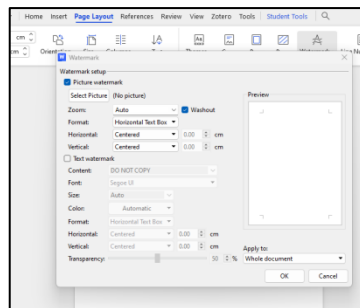 Home Insert Page Layout References Review View Zotero Tools Student Tools
cm
cm
Watermark
Watermark setup
Picture watermark
Select Picture (No picture) Preview
Zoom: Auto Washout
Format: Horizontal Text Box
Horizontal: Centered 0.00 cm
Vertical: Centered 0.00 cm
Text watermark
Content: DO NOT COPY
Font: Segoe UI
Size: Auto
Color: Automatic
Format: Horizontal Text Box
Horizontal: Centered 0.00 cm
Vertical: Centered 0.00 cm Apply to:
Transparency: 50 % Whole document
OK Cancel